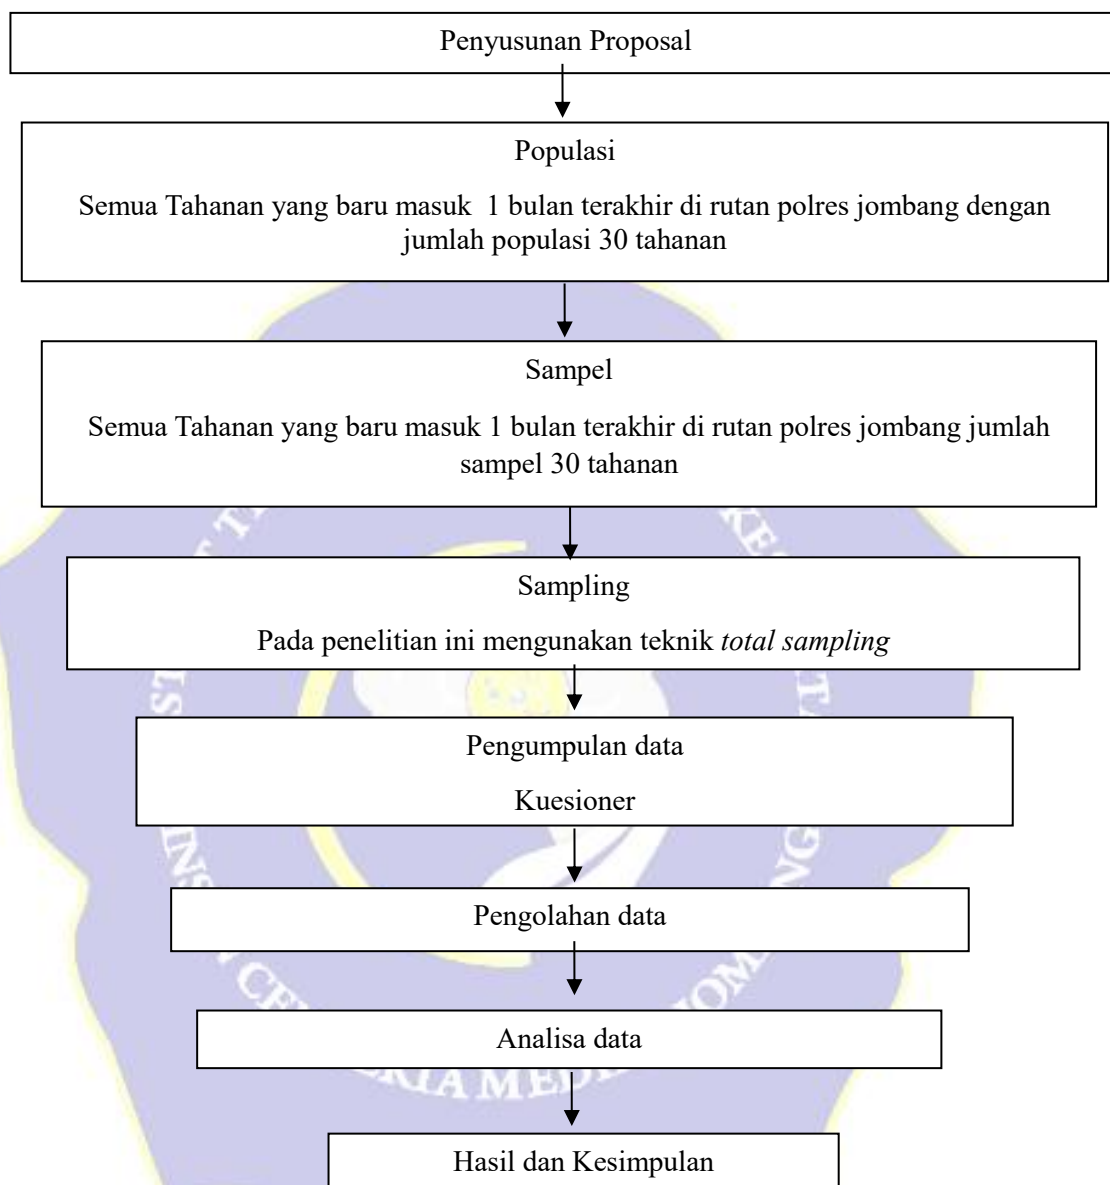 Penyusunan Proposal
Populasi
Semua Tahanan yang baru masuk 1 bulan terakhir di rutan polres jombang dengan
jumlah populasi 30 tahanan
Sampel
Semua Tahanan yang baru masuk 1 bulan terakhir di rutan polres jombang jumlah
sampel 30 tahanan
Sampling
Pada penelitian ini mengunakan teknik total sampling
Pengumpulan data
Kuesioner
Pengolahan data
Analisa data
Hasil dan Kesimpulan